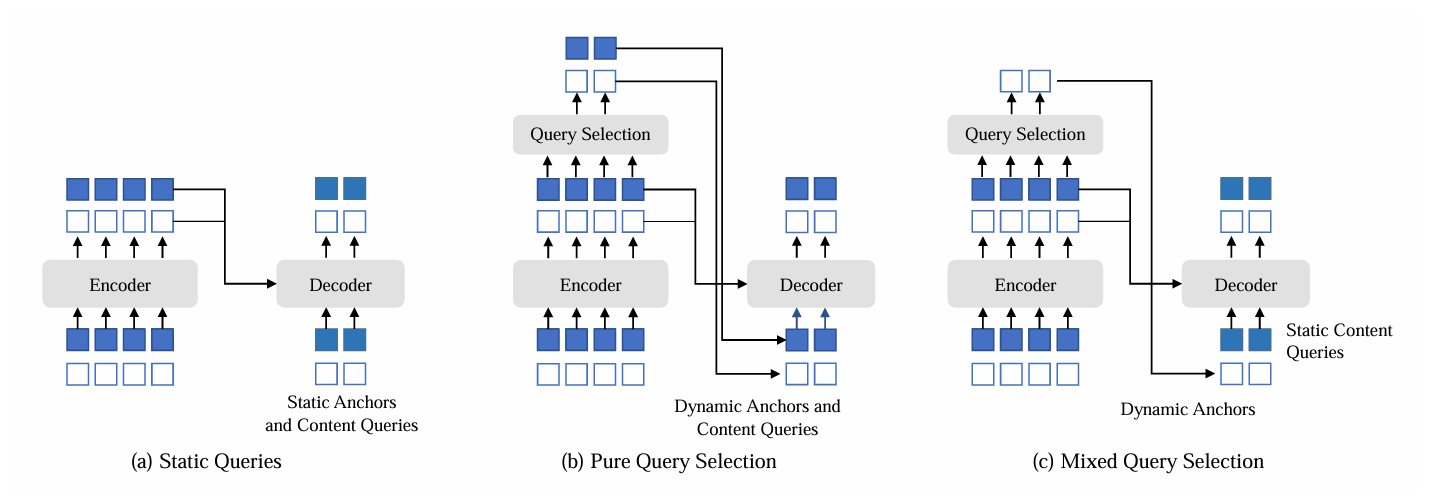 Query Selection
Encoder
Decoder
Static Anchors
and Content Queries
(a) Static Queries
Encoder
Decoder
Dynamic Anchors and
Content Queries
(b) Pure Query Selection
Query Selection
Encoder
Decoder
Static Content
Queries
Dynamic Anchors
(c) Mixed Query Selection